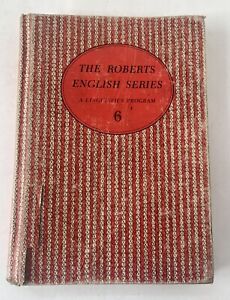 THE ROBERTS
ENGLISH SERIES
A LINGUISTICS PROGRAM
6